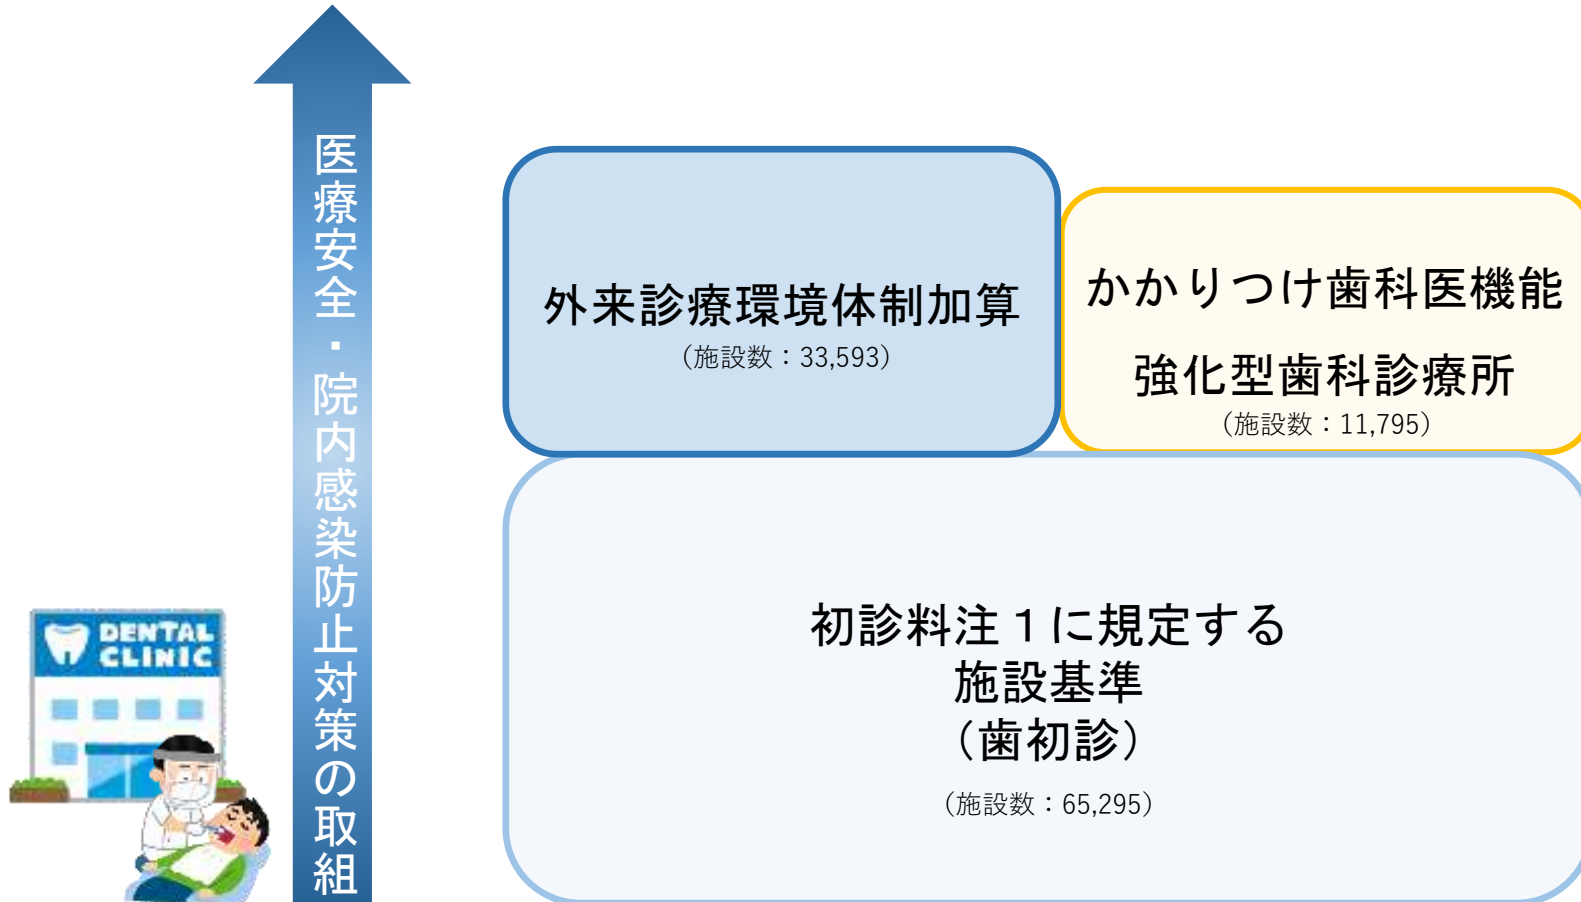 医療安全・院内感染防止対策の取組
外来診療環境体制加算
（施設数：33,593）
かかりつけ歯科医機能
強化型歯科診療所
（施設数：11,795）
初診料注１に規定する
施設基準
（歯初診）
（施設数：65,295）
DENTAL
CLINIC